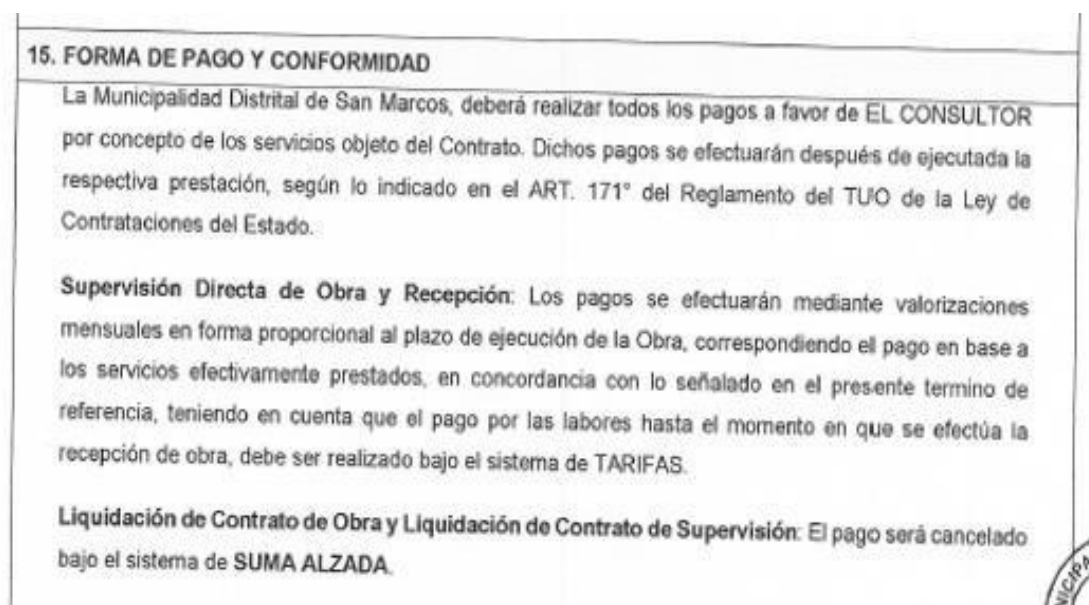 15. FORMA DE PAGO Y CONFORMIDAD
La Municipalidad Distrital de San Marcos, deberá realizar todos los pagos a favor de EL CONSULTOR
por concepto de los servicios objeto del Contrato. Dichos pagos se efectuarán después de ejecutada la
respectiva prestación, según lo indicado en el ART. 171° del Reglamento del TUO de la Ley de
Contrataciones del Estado.
Supervisión Directa de Obra y Recepción: Los pagos se efectuarán mediante valorizaciones
mensuales en forma proporcional al plazo de ejecución de la Obra, correspondiendo el pago en base a
los servicios efectivamente prestados, en concordancia con lo señalado en el presente termino de
referencia, teniendo en cuenta que el pago por las labores hasta el momento en que se efectúa la
recepción de obra, debe ser realizado bajo el sistema de TARIFAS.
Liquidación de Contrato de Obra y Liquidación de Contrato de Supervisión: El pago será cancelado
bajo el sistema de SUMA ALZADA.